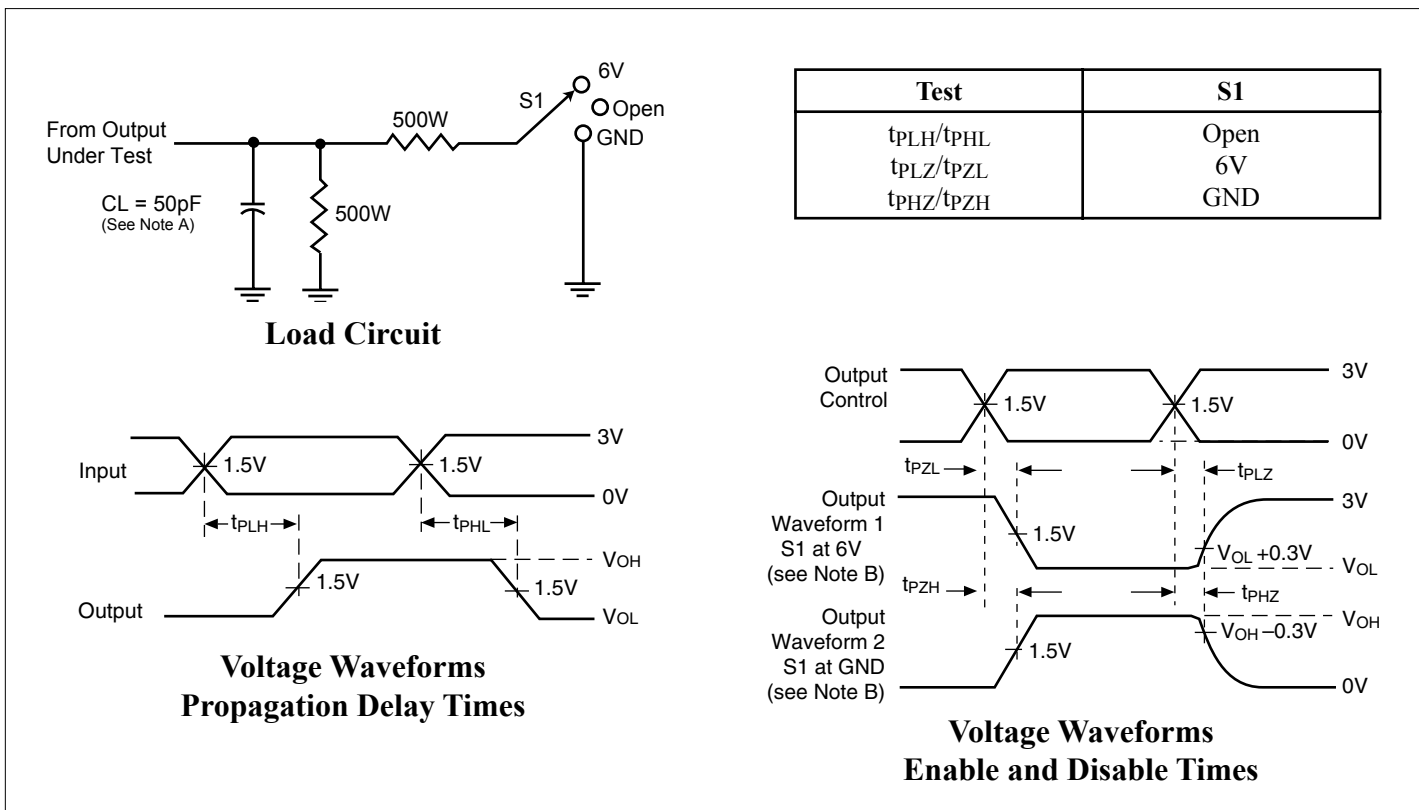 6V
S1
Open
500W
GND
From Output
Under Test
CL = 50pF
(See Note A)
500W
Load Circuit
Test S1
tPLH/tPHL Open
tPLZ/tPZL 6V
tPHZ/tPZH GND
Input
1.5V
1.5V
3V
0V
tPLH
tPHL
Output
1.5V
1.5V
VOH
VOL
Voltage Waveforms
Propagation Delay Times
Output
Control
1.5V
1.5V
3V
0V
tPZL
tPLZ
Output
Waveform 1
S1 at 6V
(see Note B)
1.5V
3V
VOL +0.3V
VOL
tPZH
tPHZ
Output
Waveform 2
S1 at GND
(see Note B)
1.5V
VOH
VOH –0.3V
0V
Voltage Waveforms
Enable and Disable Times